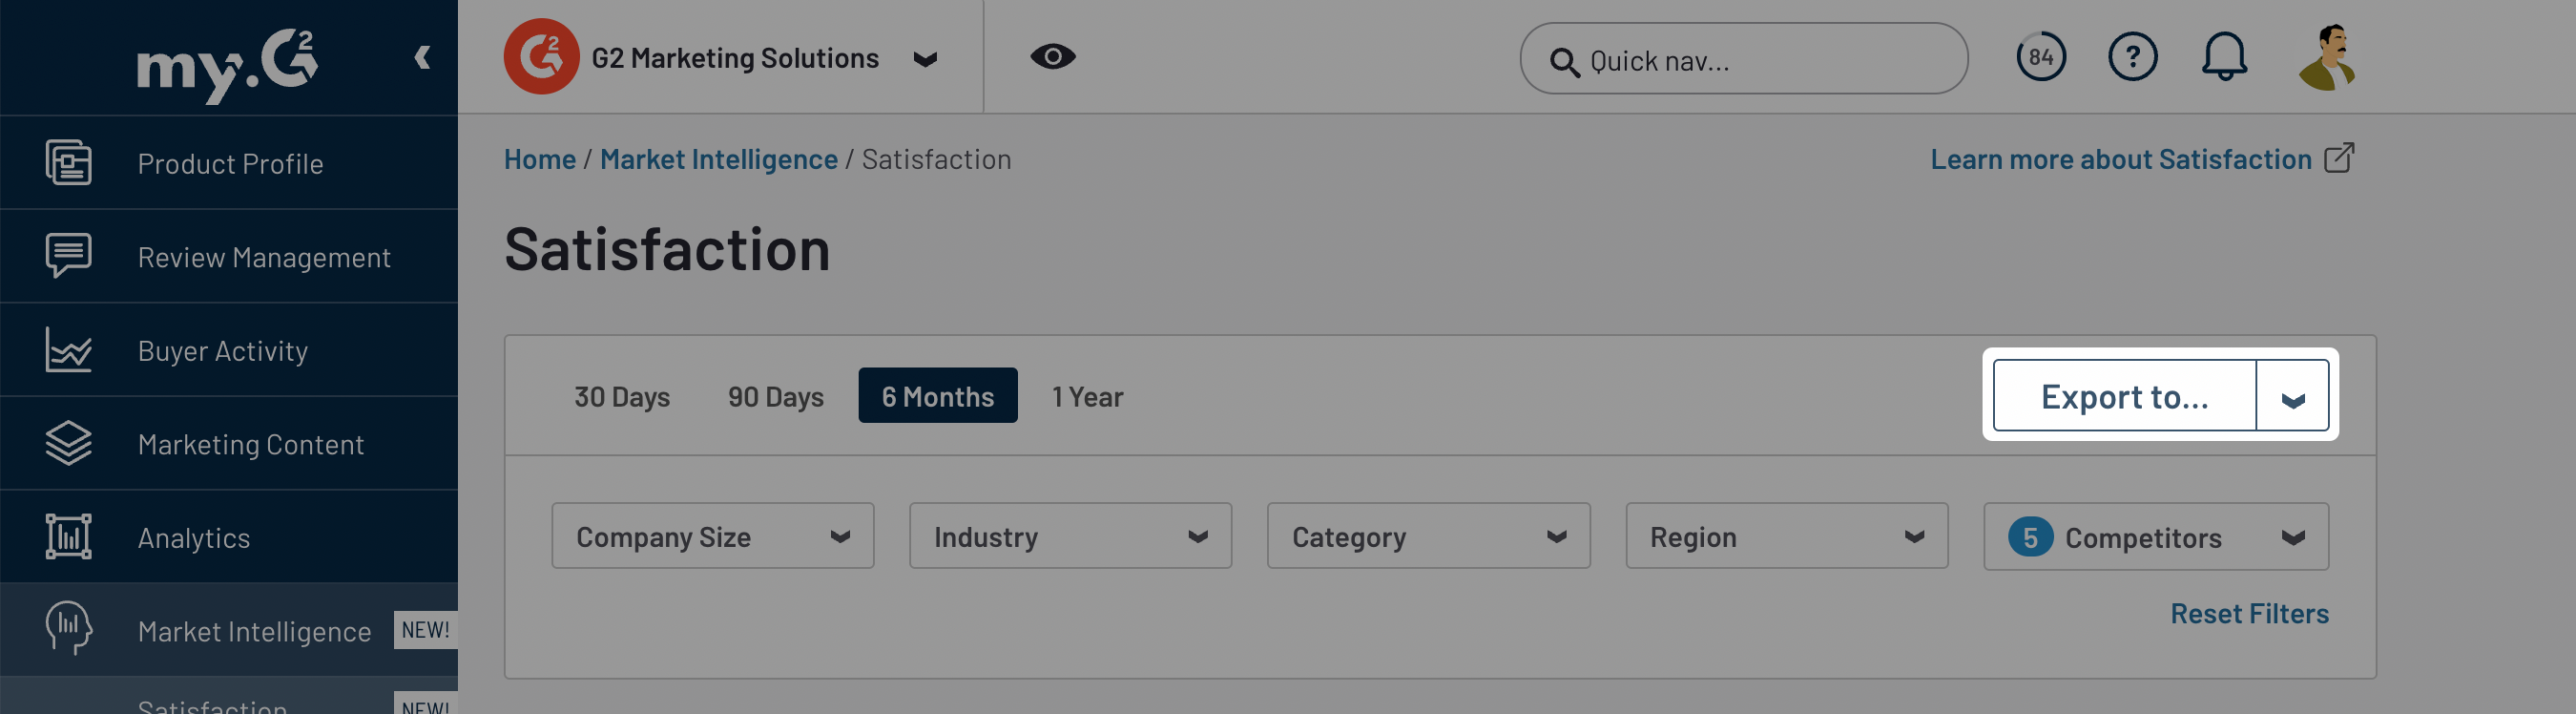 my.G2
G2 Marketing Solutions
Quick nav...
84
?
Product Profile
Review Management
Buyer Activity
Marketing Content
Analytics
Market Intelligence NEW!
Satisfaction NEW!
Home / Market Intelligence / Satisfaction
Learn more about Satisfaction
Satisfaction
30 Days 90 Days 6 Months 1 Year
Export to...
Company Size Industry Category Region 5 Competitors
Reset Filters